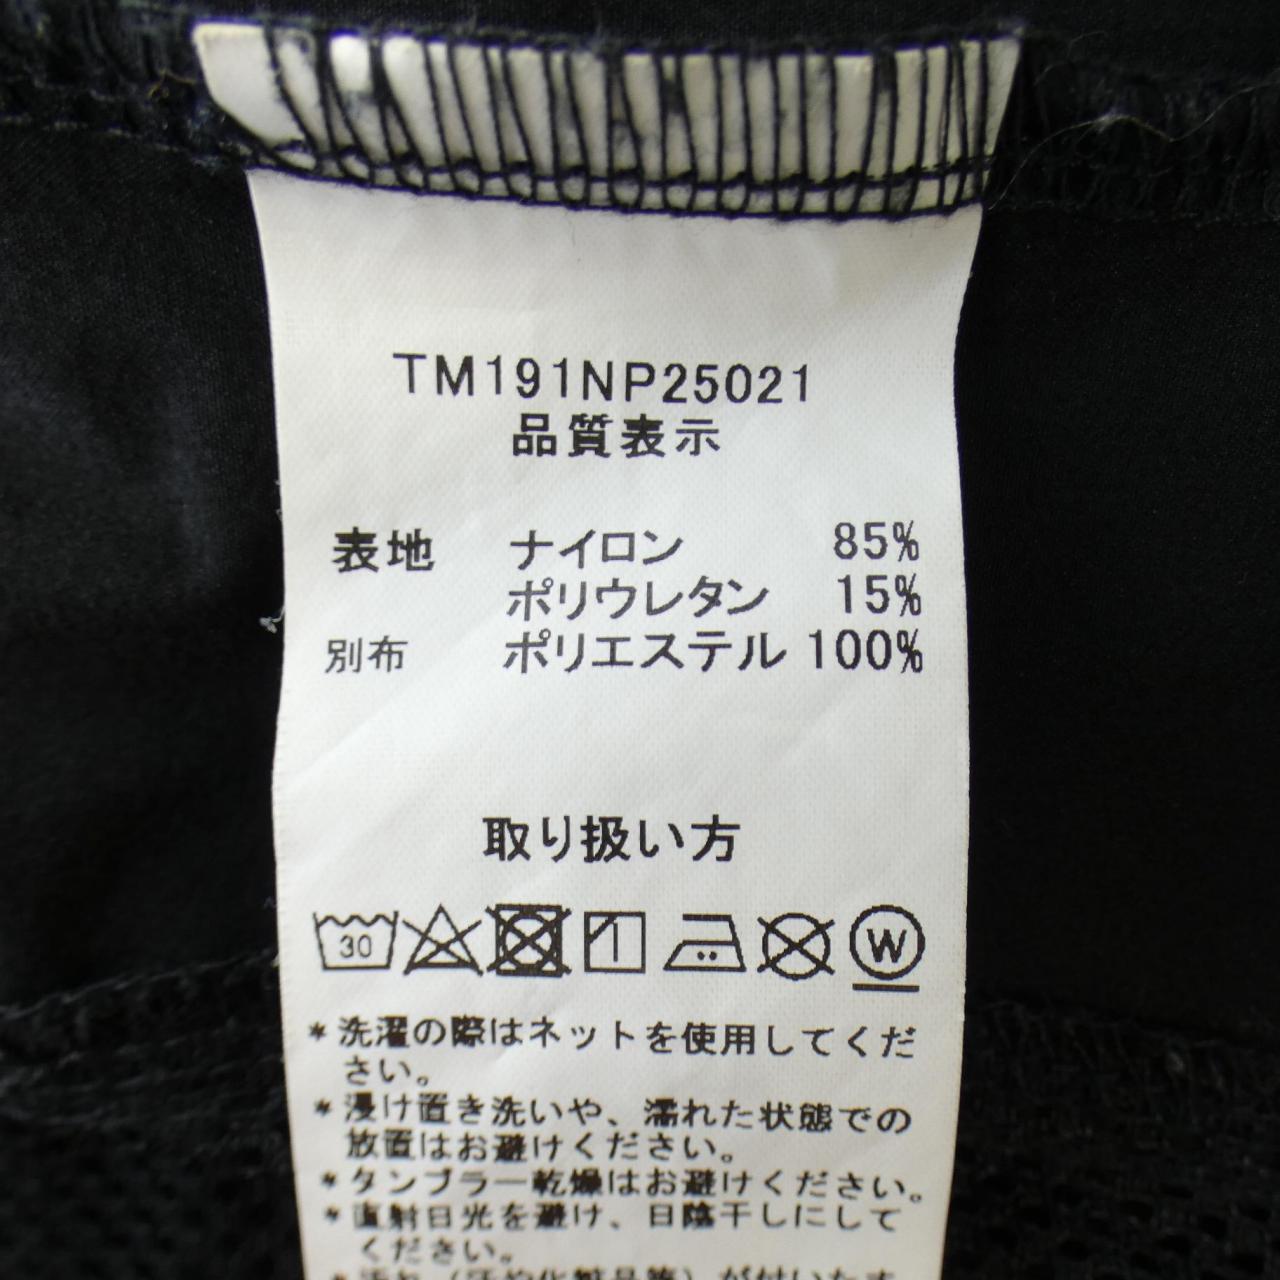 TM191NP25021
品質表示
表地 ナイロン 85%
ポリウレタン 15%
別布 ポリエステル 100%
取り扱い方
30 W
*洗濯の際はネットを使用してくだ
さい。
*浸け置き洗いや、濡れた状態での
放置はお避けください。
*タンブラー乾燥はお避けください。
*直射日光を避け、日陰干しにして
ください。